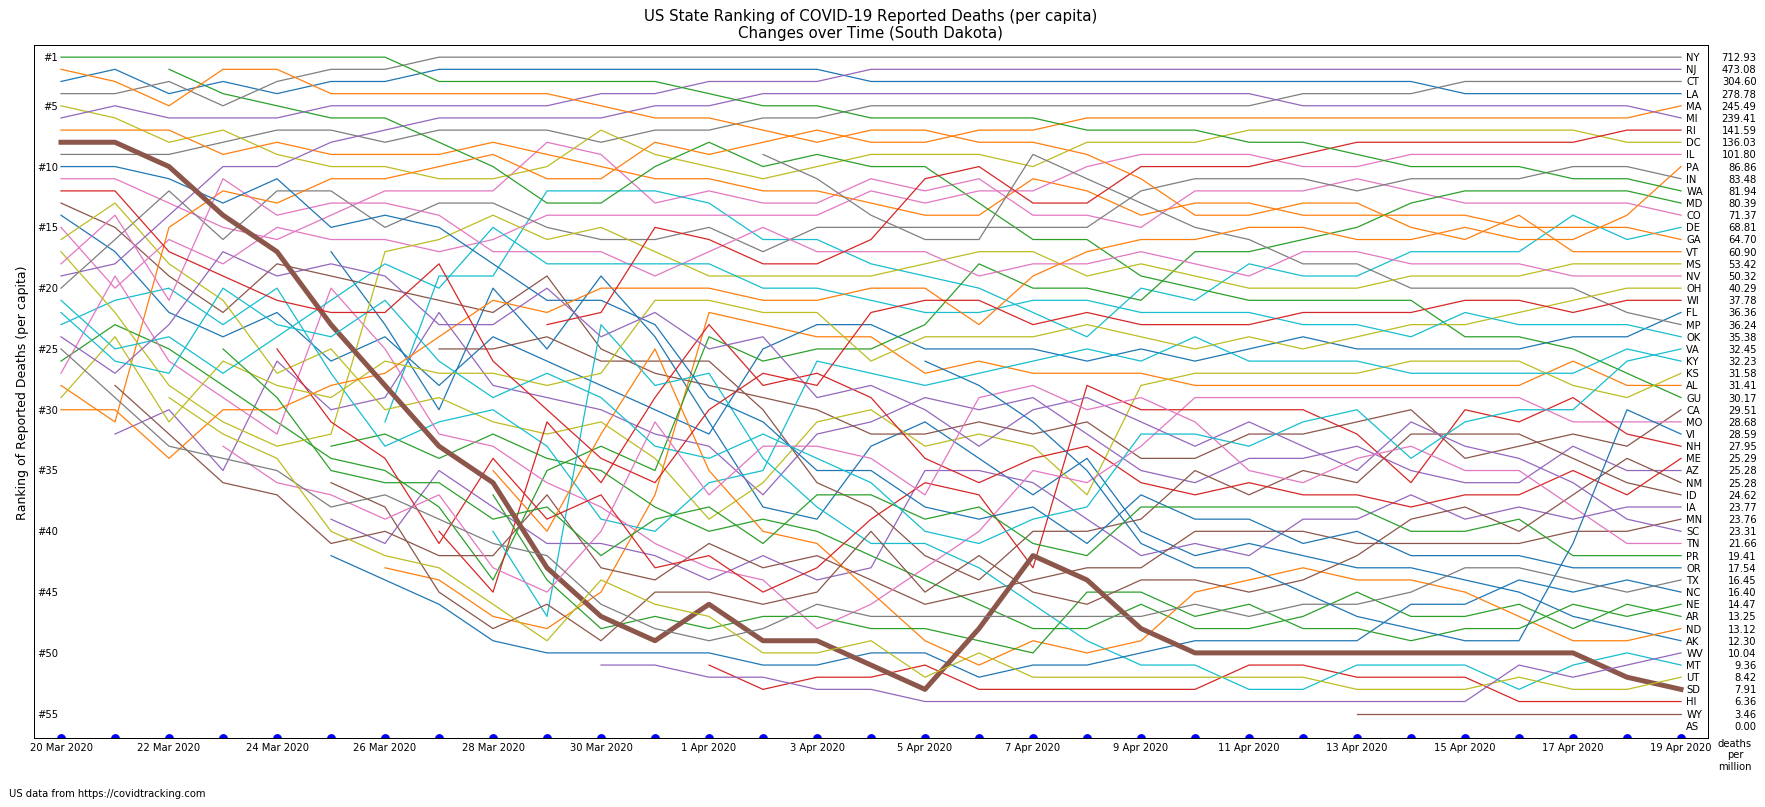 US State Ranking of COVID-19 Reported Deaths (per capita)
Changes over Time (South Dakota)
Ranking of Reported Deaths (per capita)
#1
#5
#10
#15
#20
#25
#30
#35
#40
#45
#50
#55
NY 712.93
NJ 473.08
CT 304.60
LA 278.78
MA 245.49
MI 239.41
RI 141.59
DC 136.03
IL 101.80
PA 86.86
IN 83.48
WA 81.94
MD 80.39
CO 71.37
DE 68.81
GA 64.70
VT 60.90
MS 53.42
NV 50.32
OH 40.29
WI 37.78
FL 36.36
MP 36.24
OK 35.38
VA 32.45
KY 32.23
KS 31.58
AL 31.41
GU 30.17
CA 29.51
MO 28.68
VI 28.59
NH 27.95
ME 25.29
AZ 25.28
NM 25.28
ID 24.62
IA 23.77
MN 23.76
SC 23.31
TN 21.66
PR 19.41
OR 17.54
TX 16.45
NC 16.40
NE 14.47
AR 13.25
ND 13.12
AK 12.30
WV 10.04
MT 9.36
UT 8.42
SD 7.91
HI 6.36
WY 3.46
AS 0.00
20 Mar 2020 22 Mar 2020 24 Mar 2020 26 Mar 2020 28 Mar 2020 30 Mar 2020 1 Apr 2020 3 Apr 2020 5 Apr 2020 7 Apr 2020 9 Apr 2020 11 Apr 2020 13 Apr 2020 15 Apr 2020 17 Apr 2020 19 Apr 2020
deaths
per
million
US data from https://covidtracking.com